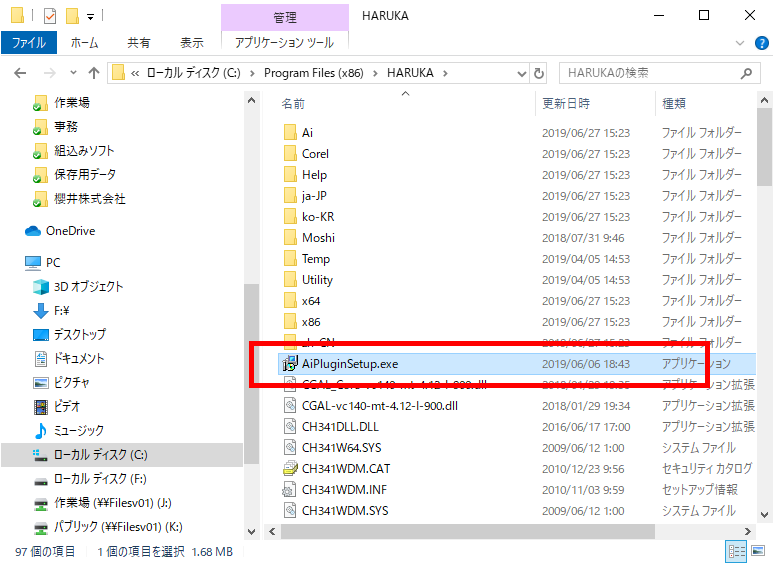 管理
HARUKA
ファイル
ホーム
共有
表示
アプリケーション ツール
« ローカル ディスク (C:) > Program Files (x86) > HARUKA >
HARUKAの検索
作業場
事務
組込みソフト
保存用データ
櫻井株式会社
OneDrive
PC
3D オブジェクト
F:¥
デスクトップ
ドキュメント
ピクチャ
ビデオ
ミュージック
ローカル ディスク (C:)
ローカル ディスク (F:)
作業場 (¥¥Filesv01) (J:)
パブリック (¥¥Filesv01) (K:)
名前 更新日時 種類
Ai 2019/06/27 15:23 ファイル フォルダー
Corel 2019/06/27 15:23 ファイル フォルダー
Help 2019/06/27 15:23 ファイル フォルダー
ja-JP 2019/06/27 15:23 ファイル フォルダー
ko-KR 2019/06/27 15:23 ファイル フォルダー
Moshi 2018/07/31 9:46 ファイル フォルダー
Temp 2019/04/05 14:53 ファイル フォルダー
Utility 2019/04/05 14:53 ファイル フォルダー
x64 2019/06/27 15:23 ファイル フォルダー
x86 2019/06/27 15:23 ファイル フォルダー
zh-CN 2019/06/27 15:23 ファイル フォルダー
AiPluginSetup.exe 2019/06/06 18:43 アプリケーション
CGAL_Core-vc140-mt-4.12-I-900.dll アプリケーション拡張
CGAL-vc140-mt-4.12-I-900.dll 2018/01/29 19:34 アプリケーション拡張
CH341DLL.DLL 2016/06/17 17:00 アプリケーション拡張
CH341W64.SYS 2009/06/12 1:00 システム ファイル
CH341WDM.CAT 2010/12/23 9:56 セキュリティ カタログ
CH341WDM.INF 2010/11/03 9:59 セットアップ情報
CH341WDM.SYS 2009/06/12 1:00 システム ファイル
97 個の項目 1 個の項目を選択 1.68 MB